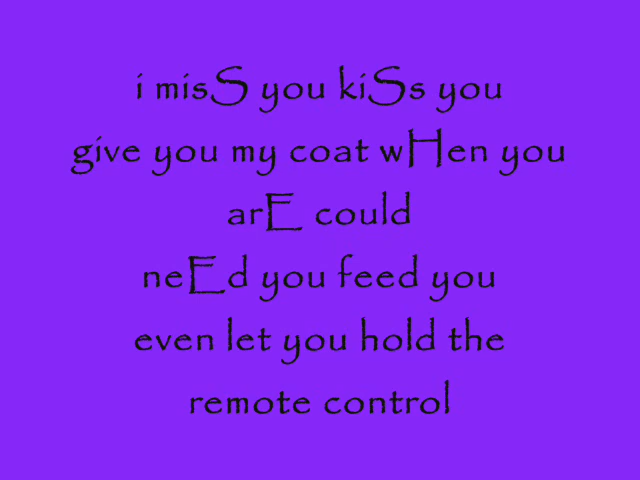 i misS you kiSs you
give you my coat wHen you
arE could
neEd you feed you
even let you hold the
remote control